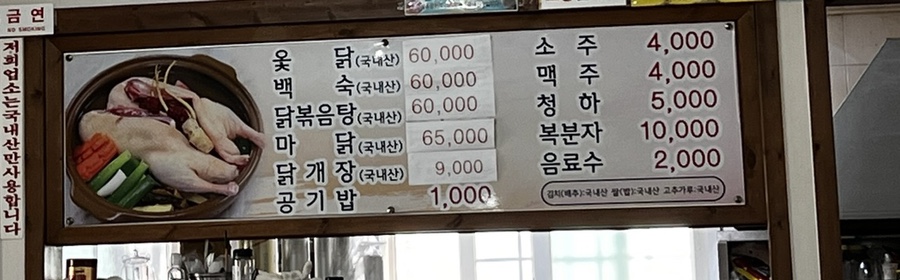 금연
NO SMOKING
저희업소는국내산만사용합니다
옻 닭(국내산) 60,000
백 숙(국내산) 60,000
닭볶음탕(국내산) 60,000
마 닭(국내산) 65,000
닭개장(국내산) 9,000
공기밥 1,000
소 주 4,000
맥 주 4,000
청 하 5,000
복분자 10,000
음료수 2,000
김치(배추):국내산 쌀(밥):국내산 고추가루:국내산